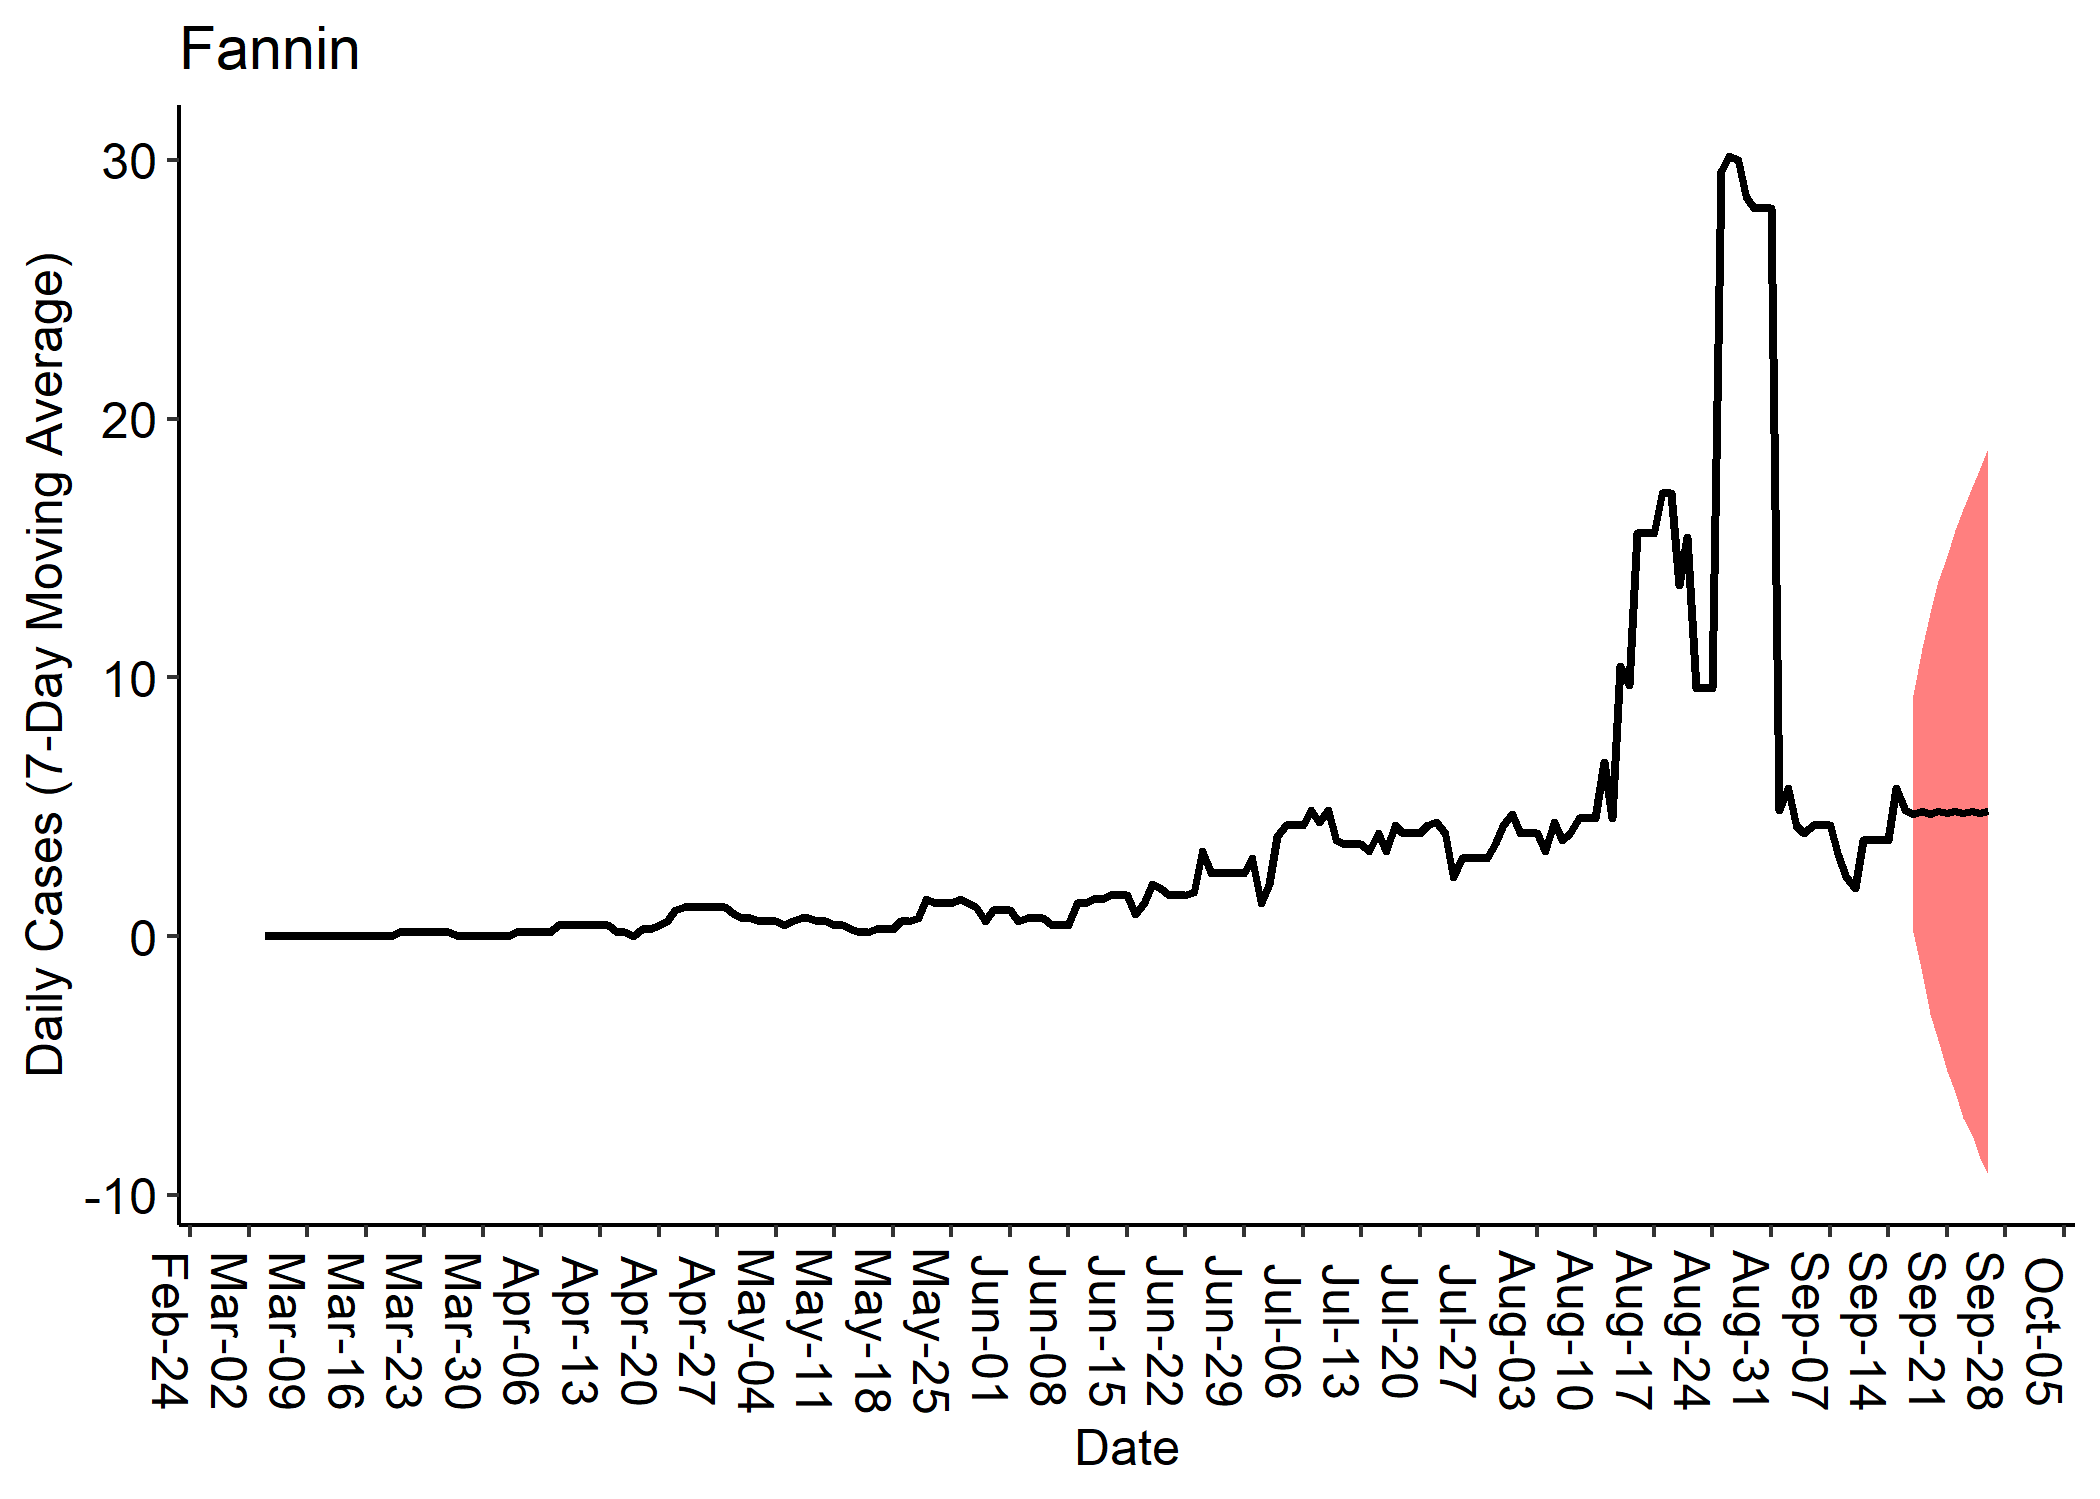 Fannin
Daily Cases (7-Day Moving Average)
30
20
10
0
-10
Feb-24
Mar-02
Mar-09
Mar-16
Mar-23
Mar-30
Apr-06
Apr-13
Apr-20
Apr-27
May-04
May-11
May-18
May-25
Jun-01
Jun-08
Jun-15
Jun-22
Jun-29
Jul-06
Jul-13
Jul-20
Jul-27
Aug-03
Aug-10
Aug-17
Aug-24
Aug-31
Sep-07
Sep-14
Sep-21
Sep-28
Oct-05
Date